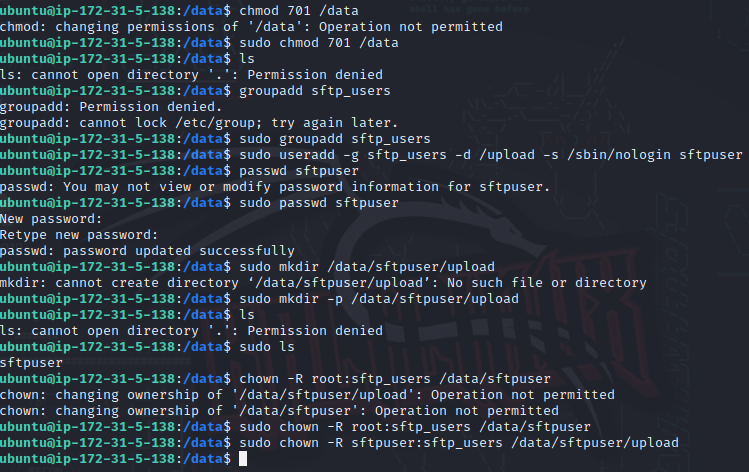 ubuntu@ip-172-31-5-138:/data$ chmod 701 /data
chmod: changing permissions of '/data': Operation not permitted
ubuntu@ip-172-31-5-138:/data$ sudo chmod 701 /data
ubuntu@ip-172-31-5-138:/data$ ls
ls: cannot open directory '.': Permission denied
ubuntu@ip-172-31-5-138:/data$ groupadd sftp_users
groupadd: Permission denied.
groupadd: cannot lock /etc/group; try again later.
ubuntu@ip-172-31-5-138:/data$ sudo groupadd sftp_users
ubuntu@ip-172-31-5-138:/data$ sudo useradd -g sftp_users -d /upload -s /sbin/nologin sftpuser
ubuntu@ip-172-31-5-138:/data$ passwd sftpuser
passwd: You may not view or modify password information for sftpuser.
ubuntu@ip-172-31-5-138:/data$ sudo passwd sftpuser
New password:
Retype new password:
passwd: password updated successfully
ubuntu@ip-172-31-5-138:/data$ sudo mkdir /data/sftpuser/upload
mkdir: cannot create directory ‘/data/sftpuser/upload’: No such file or directory
ubuntu@ip-172-31-5-138:/data$ sudo mkdir -p /data/sftpuser/upload
ubuntu@ip-172-31-5-138:/data$ ls
ls: cannot open directory '.': Permission denied
ubuntu@ip-172-31-5-138:/data$ sudo ls
sftpuser
ubuntu@ip-172-31-5-138:/data$ chown -R root:sftp_users /data/sftpuser
chown: changing ownership of '/data/sftpuser/upload': Operation not permitted
chown: changing ownership of '/data/sftpuser': Operation not permitted
ubuntu@ip-172-31-5-138:/data$ sudo chown -R root:sftp_users /data/sftpuser
ubuntu@ip-172-31-5-138:/data$ sudo chown -R sftpuser:sftp_users /data/sftpuser/upload
ubuntu@ip-172-31-5-138:/data$